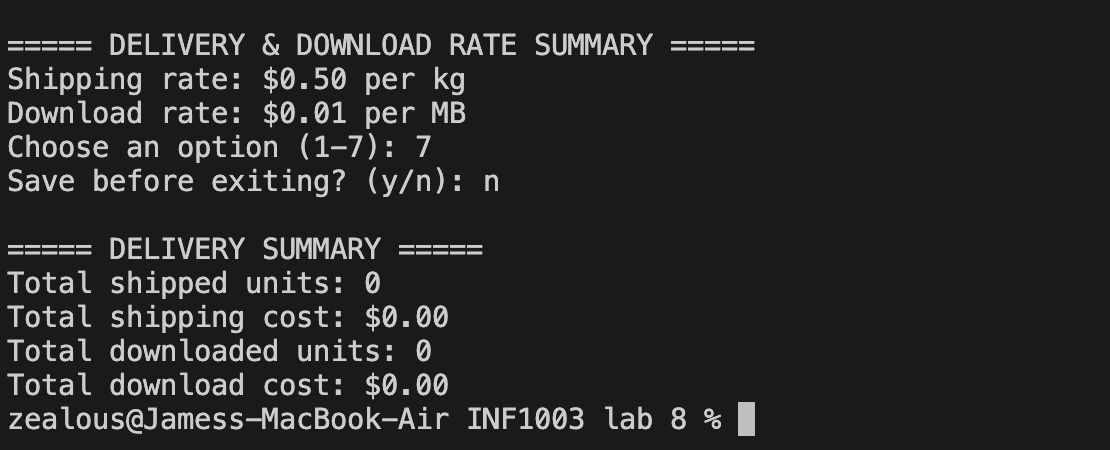 ===== DELIVERY & DOWNLOAD RATE SUMMARY =====
Shipping rate: $0.50 per kg
Download rate: $0.01 per MB
Choose an option (1-7): 7
Save before exiting? (y/n): n

===== DELIVERY SUMMARY =====
Total shipped units: 0
Total shipping cost: $0.00
Total downloaded units: 0
Total download cost: $0.00
zealous@Jamess-MacBook-Air INF1003 lab 8 %